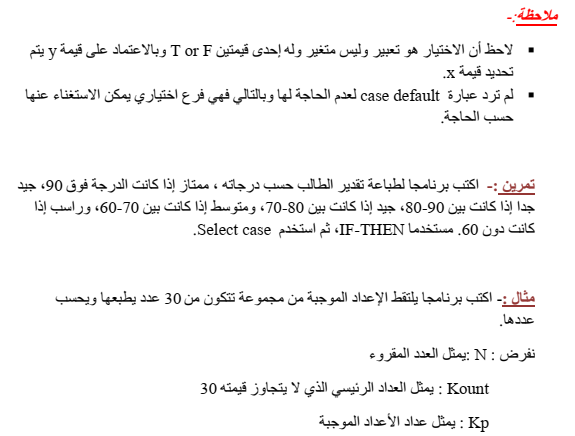 ملاحظة:-
▪ لاحظ أن الاختيار هو تعبير وليس متغير وله إحدى قيمتين T or F وبالاعتماد على قيمة y يتم
تحديد قيمة x.
▪ لم ترد عبارة case default لعدم الحاجة لها وبالتالي فهي فرع اختياري يمكن الاستغناء عنها
حسب الحاجة.
تمرين :- اكتب برنامجا لطباعة تقدير الطالب حسب درجاته ، ممتاز إذا كانت الدرجة فوق 90، جيد
جدا إذا كانت بين 90-80، جيد إذا كانت بين 80-70، ومتوسط إذا كانت بين 70-60، وراسب إذا
كانت دون 60. مستخدما IF-THEN، ثم استخدم Select case.
مثال :- اكتب برنامجا يلتقط الإعداد الموجبة من مجموعة تتكون من 30 عدد يطبعها ويحسب
عددها.
نفرض : N :يمثل العدد المقروء
Kount : يمثل العداد الرئيسي الذي لا يتجاوز قيمته 30
Kp : يمثل عداد الأعداد الموجبة